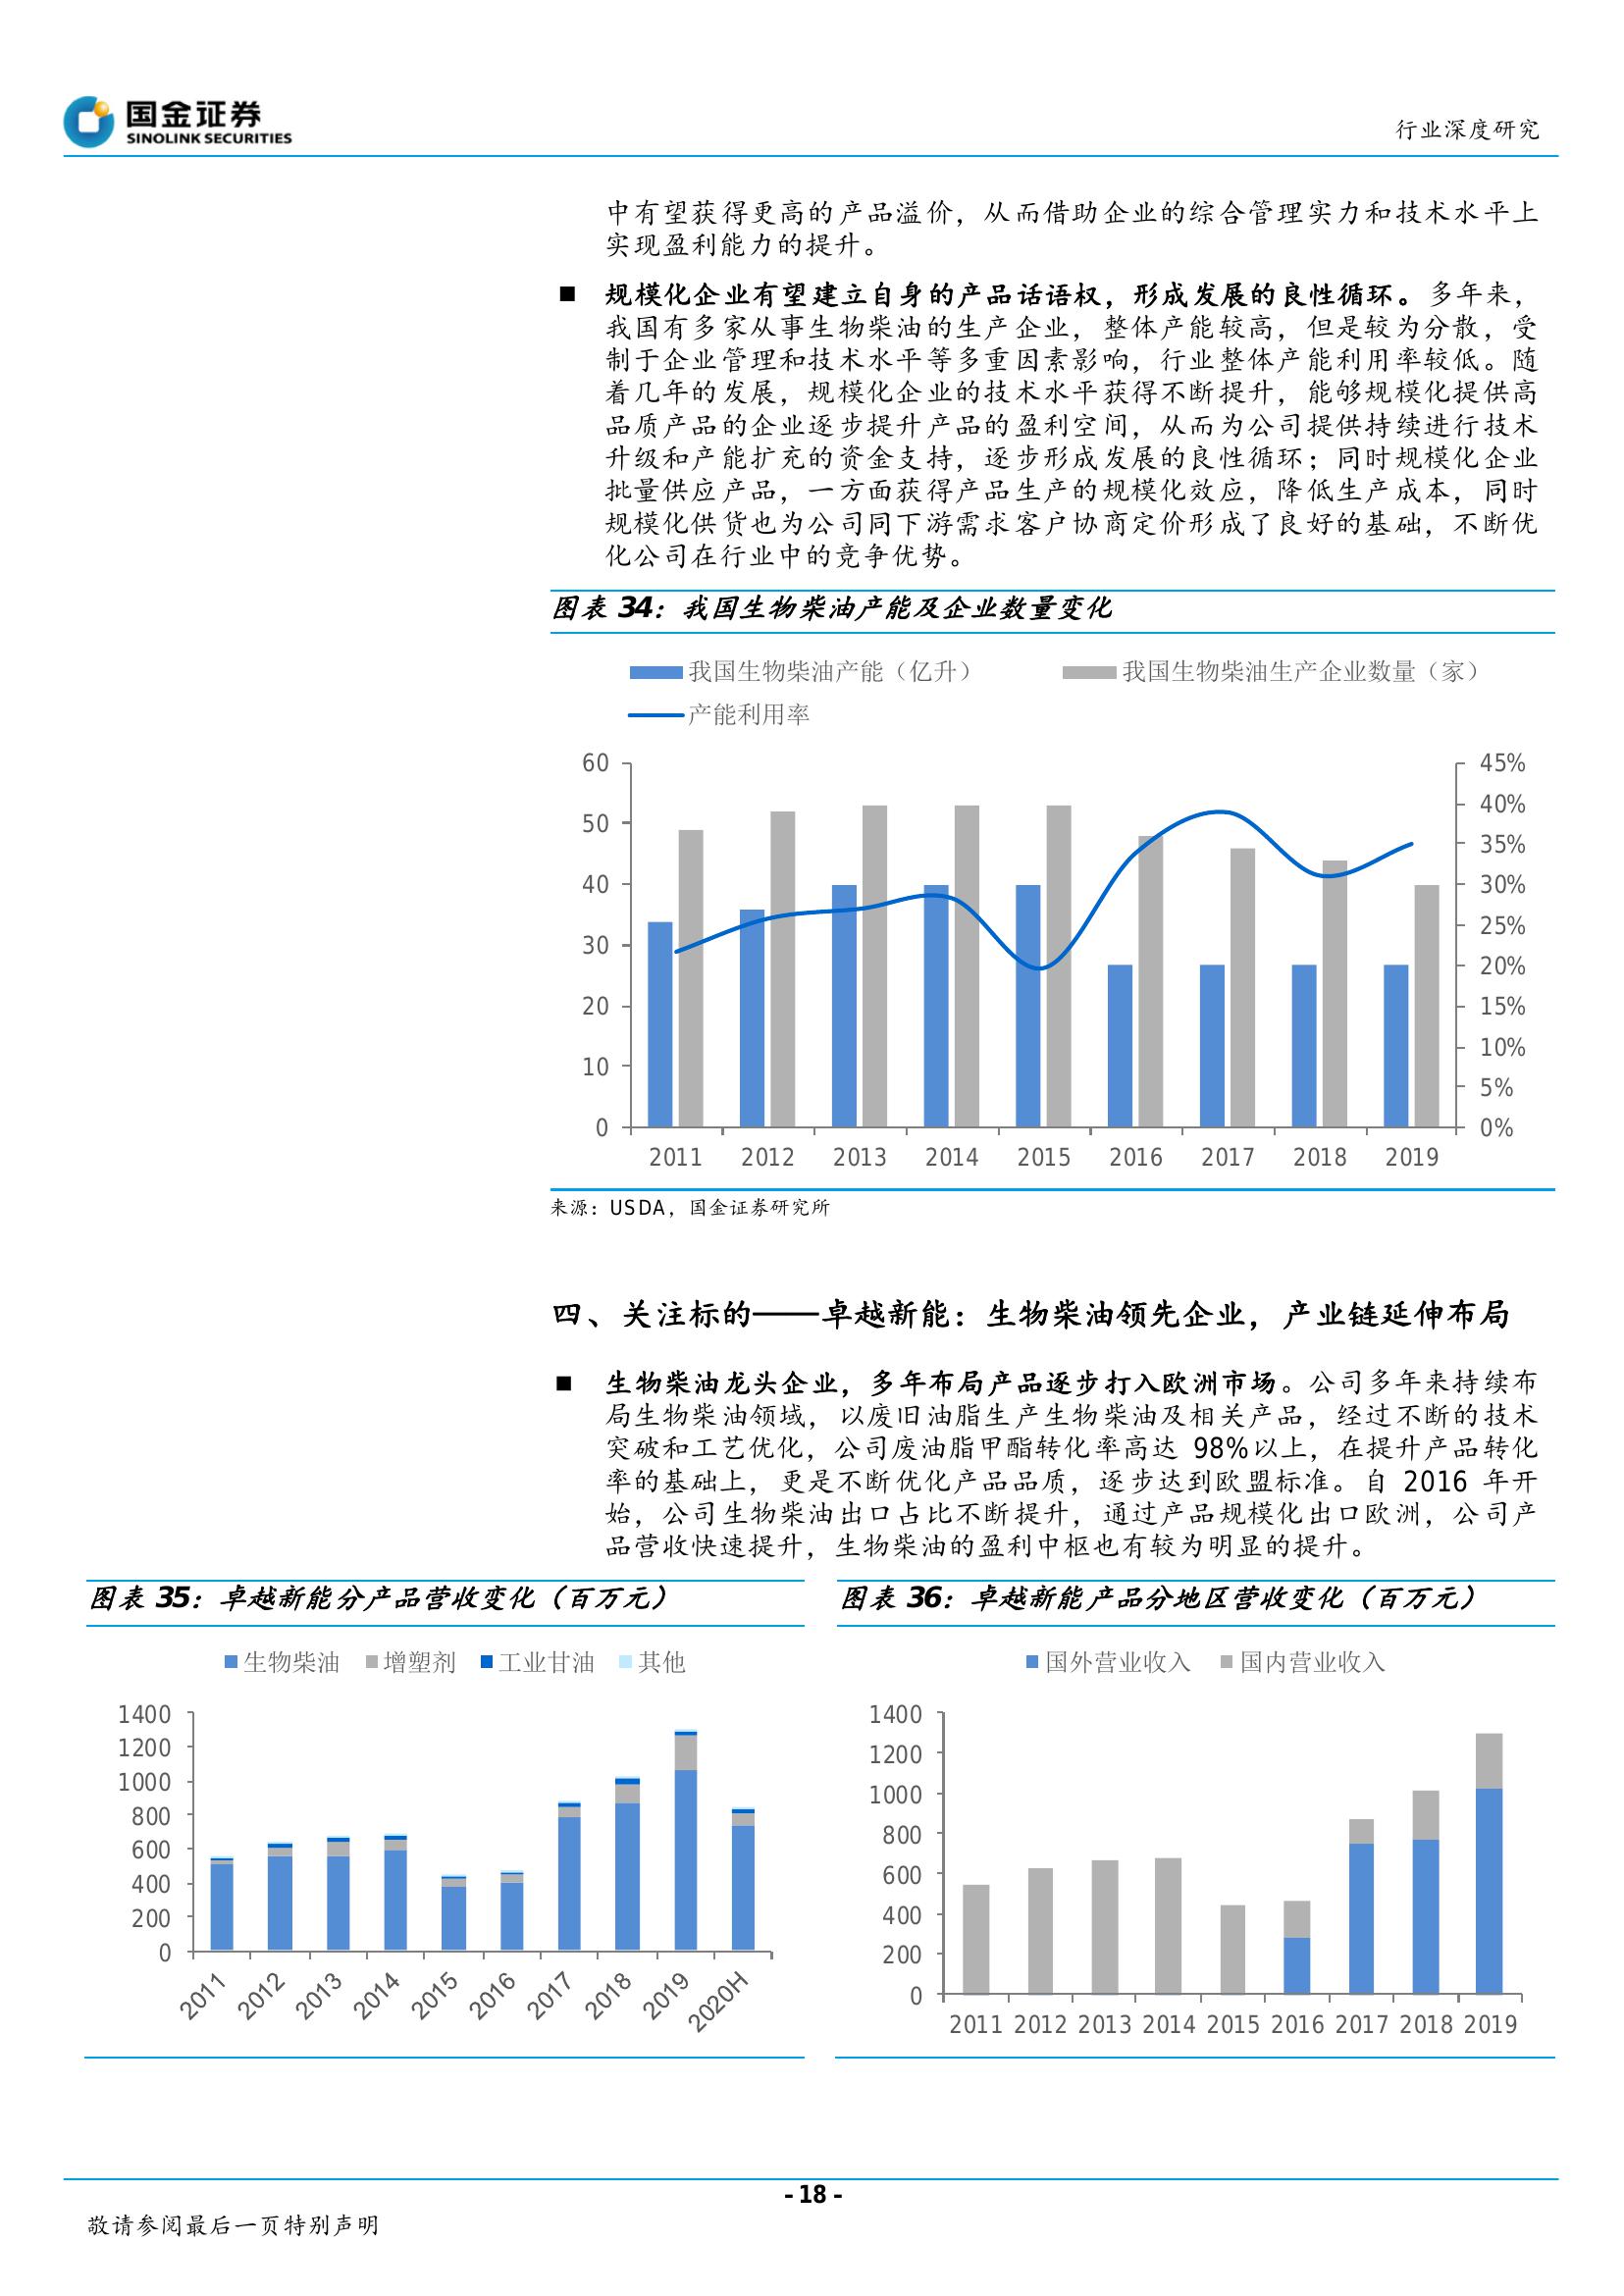 国金证券
SINOLINK SECURITIES
行业深度研究
中有望获得更高的产品溢价，从而借助企业的综合管理实力和技术水平上
实现盈利能力的提升。
■ 规模化企业有望建立自身的产品话语权，形成发展的良性循环。多年来，
我国有多家从事生物柴油的生产企业，整体产能较高，但是较为分散，受
制于企业管理和技术水平等多重因素影响，行业整体产能利用率较低。随
着几年的发展，规模化企业的技术水平获得不断提升，能够规模化提供高
品质产品的企业逐步提升产品的盈利空间，从而为公司提供持续进行技术
升级和产能扩充的资金支持，逐步形成发展的良性循环；同时规模化企业
批量供应产品，一方面获得产品生产的规模化效应，降低生产成本，同时
规模化供货也为公司同下游需求客户协商定价形成了良好的基础，不断优
化公司在行业中的竞争优势。
图表 34：我国生物柴油产能及企业数量变化
我国生物柴油产能（亿升） 我国生物柴油生产企业数量（家）
产能利用率
60 45%
40%
50
35%
40 30%
25%
30
20%
20 15%
10%
10
5%
0 0%
2011 2012 2013 2014 2015 2016 2017 2018 2019
来源：USDA，国金证券研究所
四、关注标的——卓越新能：生物柴油领先企业，产业链延伸布局
■ 生物柴油龙头企业，多年布局产品逐步打入欧洲市场。公司多年来持续布
局生物柴油领域，以废旧油脂生产生物柴油及相关产品，经过不断的技术
突破和工艺优化，公司废油脂甲酯转化率高达 98%以上，在提升产品转化
率的基础上，更是不断优化产品品质，逐步达到欧盟标准。自 2016 年开
始，公司生物柴油出口占比不断提升，通过产品规模化出口欧洲，公司产
品营收快速提升，生物柴油的盈利中枢也有较为明显的提升。
图表 35：卓越新能分产品营收变化（百万元）
生物柴油 增塑剂 工业甘油 其他
1400
1200
1000
800
600
400
200
0
2011 2012 2013 2014 2015 2016 2017 2018 2019 2020H
图表 36：卓越新能产品分地区营收变化（百万元）
国外营业收入 国内营业收入
1400
1200
1000
800
600
400
200
0
2011 2012 2013 2014 2015 2016 2017 2018 2019
- 18 -
敬请参阅最后一页特别声明